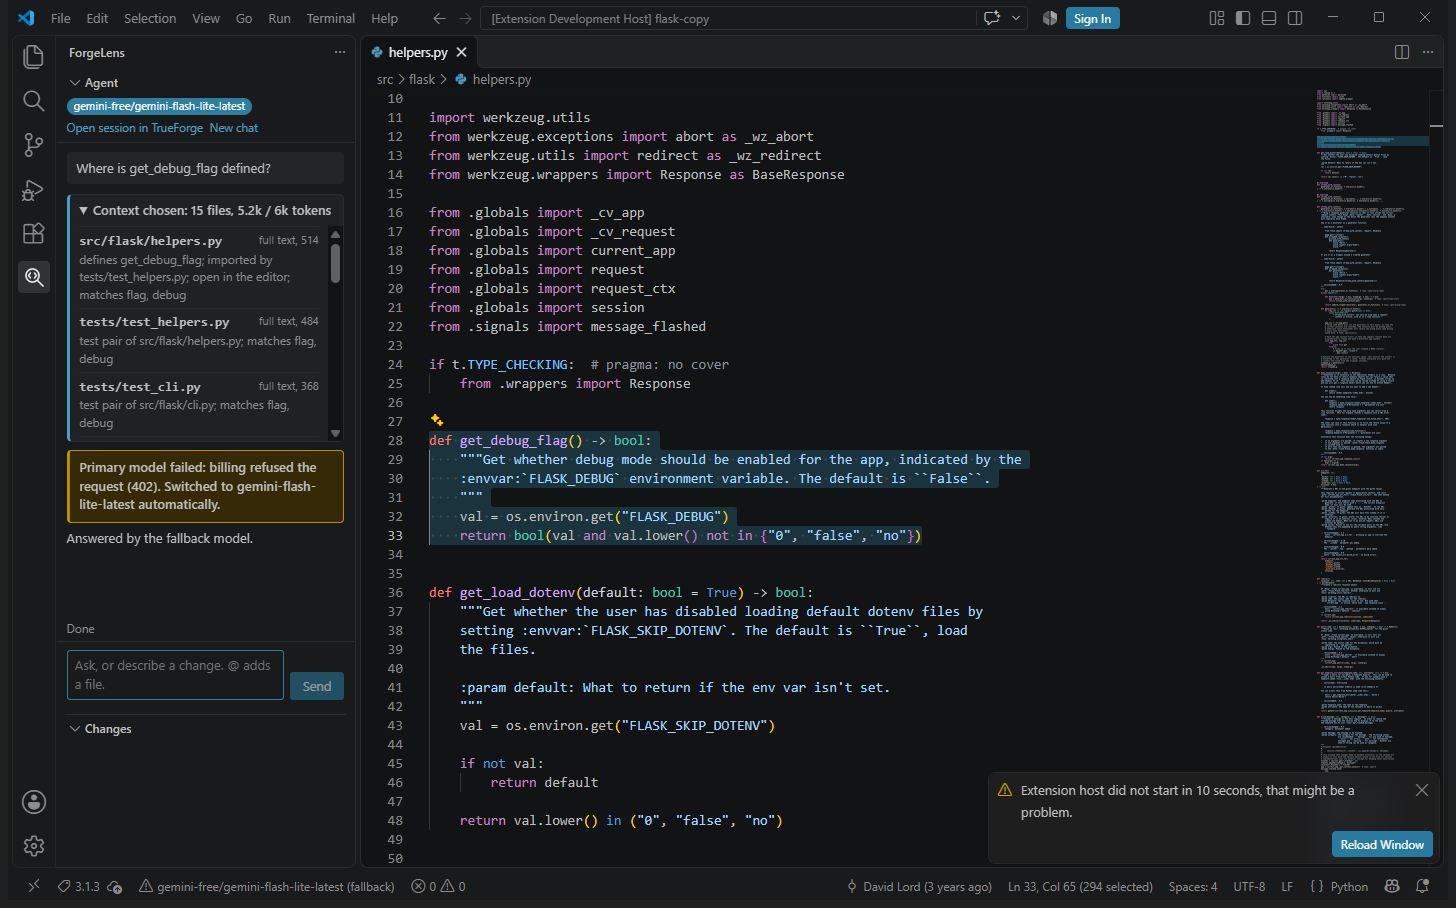 File Edit Selection View Go Run Terminal Help
[Extension Development Host] flask-copy
Sign In
ForgeLens
Agent
gemini-free/gemini-flash-lite-latest
Open session in TrueForge New chat
Where is get_debug_flag defined?
▼ Context chosen: 15 files, 5.2k / 6k tokens
src/flask/helpers.py full text, 514
defines get_debug_flag; imported by
tests/test_helpers.py; open in the editor;
matches flag, debug
tests/test_helpers.py full text, 484
test pair of src/flask/helpers.py; matches flag,
debug
tests/test_cli.py full text, 368
test pair of src/flask/cli.py; matches flag,
debug
Primary model failed: billing refused the
request (402). Switched to gemini-flash-
lite-latest automatically.
Answered by the fallback model.
Done
Ask, or describe a change. @ adds
a file.
Send
Changes
helpers.py
src > flask > helpers.py
10
11 import werkzeug.utils
12 from werkzeug.exceptions import abort as _wz_abort
13 from werkzeug.utils import redirect as _wz_redirect
14 from werkzeug.wrappers import Response as BaseResponse
15
16 from .globals import _cv_app
17 from .globals import _cv_request
18 from .globals import current_app
19 from .globals import request
20 from .globals import request_ctx
21 from .globals import session
22 from .signals import message_flashed
23
24 if t.TYPE_CHECKING:  # pragma: no cover
25     from .wrappers import Response
26
27
28 def get_debug_flag() -> bool:
29     """Get whether debug mode should be enabled for the app, indicated by the
30     :envvar:`FLASK_DEBUG` environment variable. The default is ``False``.
31     """
32     val = os.environ.get("FLASK_DEBUG")
33     return bool(val and val.lower() not in {"0", "false", "no"})
34
35
36 def get_load_dotenv(default: bool = True) -> bool:
37     """Get whether the user has disabled loading default dotenv files by
38     setting :envvar:`FLASK_SKIP_DOTENV`. The default is ``True``, load
39     the files.
40
41     :param default: What to return if the env var isn't set.
42     """
43     val = os.environ.get("FLASK_SKIP_DOTENV")
44
45     if not val:
46         return default
47
48     return val.lower() in ("0", "false", "no")
49
50
Extension host did not start in 10 seconds, that might be a
problem.
Reload Window
3.1.3
gemini-free/gemini-flash-lite-latest (fallback)
0 0
David Lord (3 years ago)
Ln 33, Col 65 (294 selected)
Spaces: 4
UTF-8
LF
{ } Python